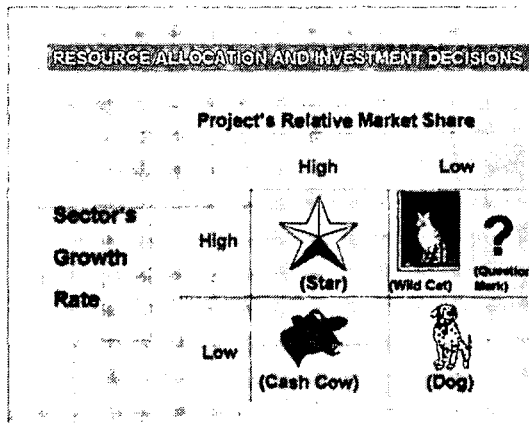 RESOURCE ALLOCATION AND INVESTMENT DECISIONS
Project's Relative Market Share
High Low
Sector's
Growth
Rate
High
?
(Star)
(Wild Cat)
(Question
Mark)
Low
(Cash Cow)
(Dog)